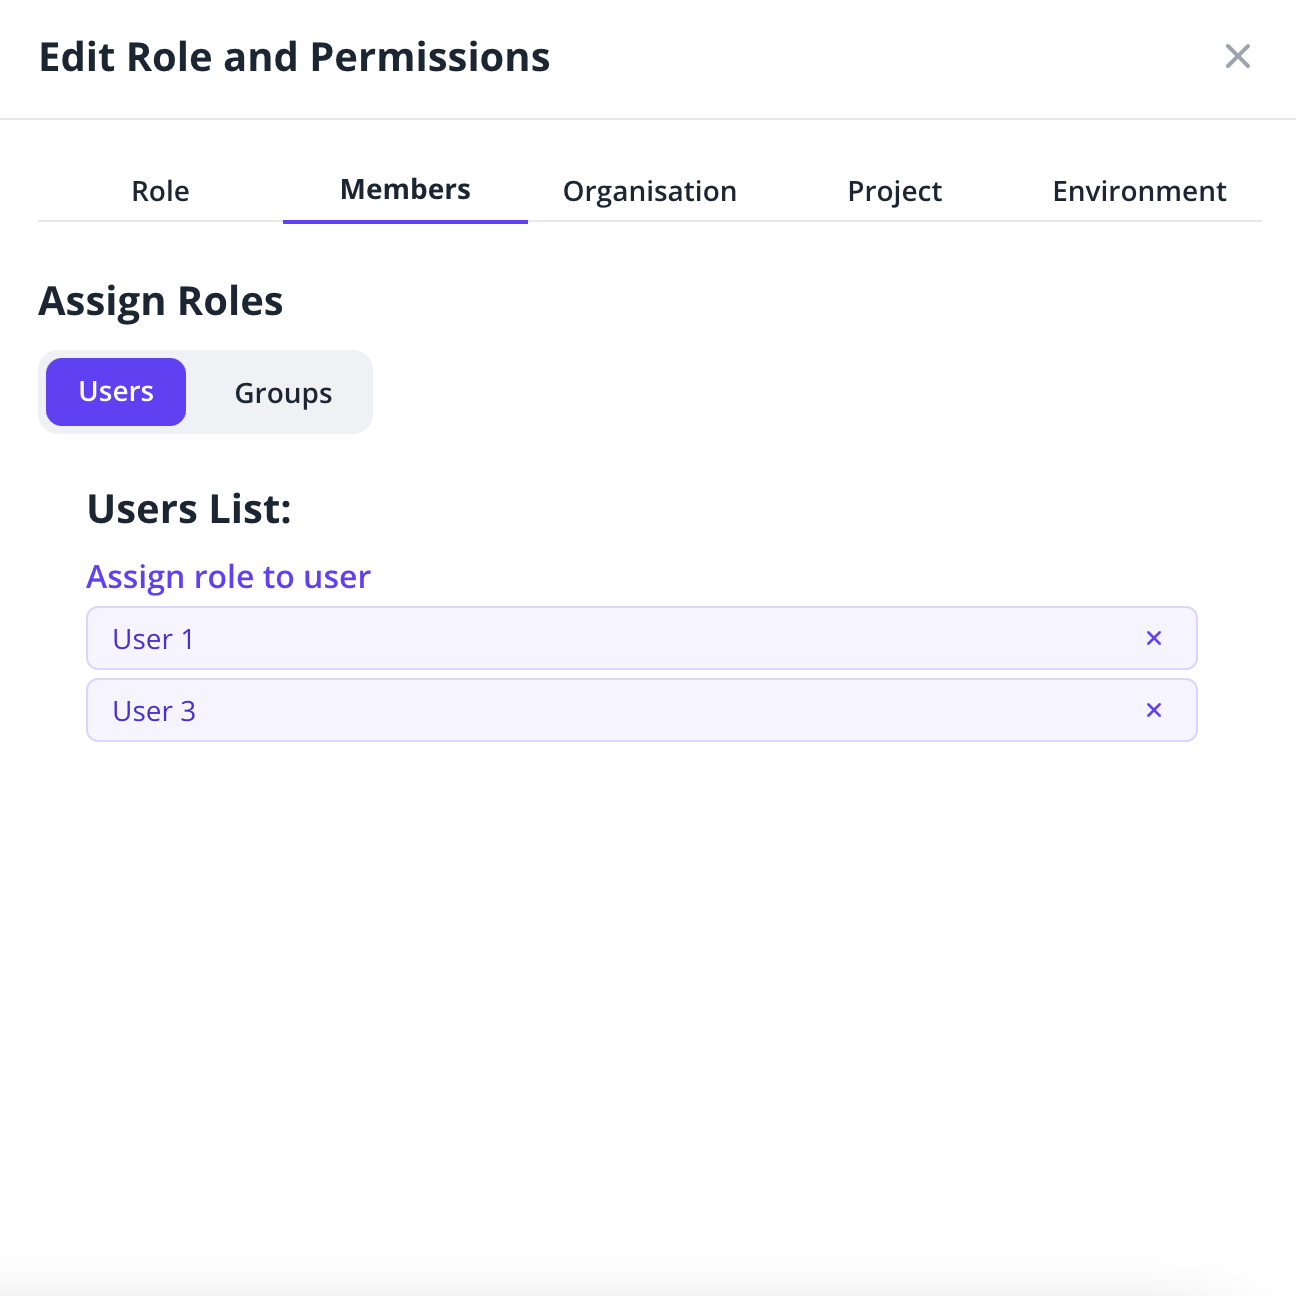 Edit Role and Permissions
Role Members Organisation Project Environment
Assign Roles
Users Groups
Users List:
Assign role to user
User 1
User 3